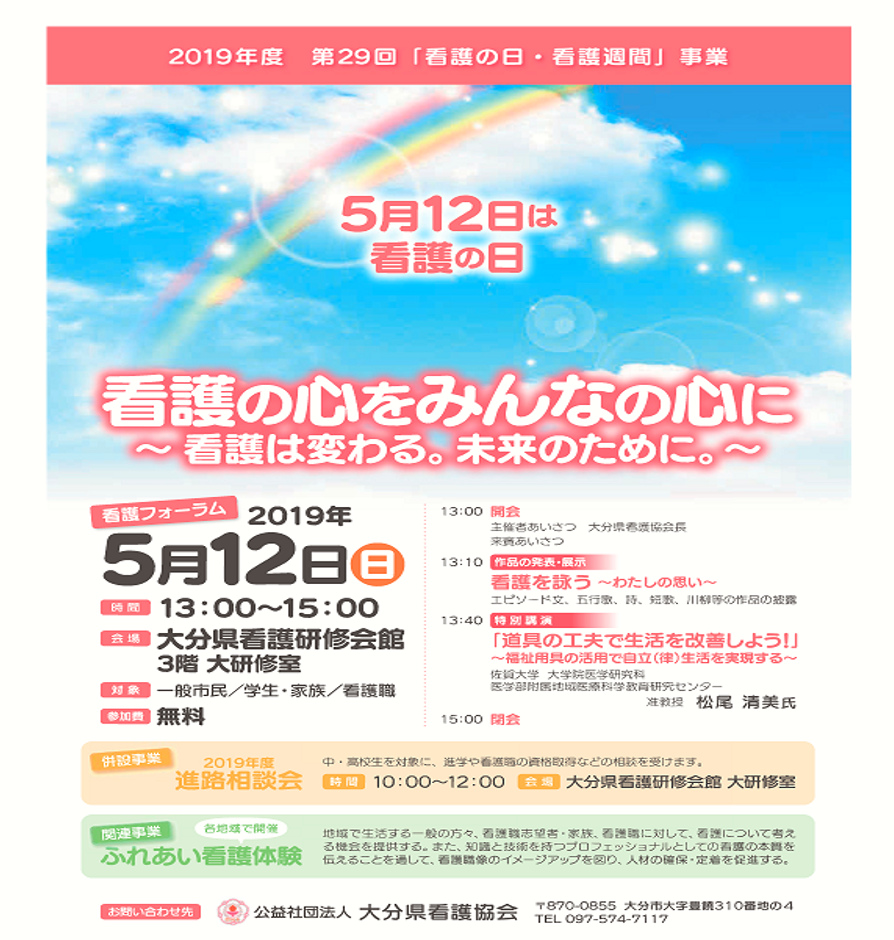 2019年度　第29回「看護の日・看護週間」事業
5月12日は
看護の日
看護の心をみんなの心に
～看護は変わる。未来のために。～
看護フォーラム 2019年
5月12日日
時間 13:00～15:00
会場 大分県看護研修会館
3階 大研修室
対象 一般市民／学生・家族／看護職
参加費 無料
13:00 開会
主催者あいさつ　大分県看護協会長
来賓あいさつ
13:10 作品の発表・展示
看護を詠う ～わたしの思い～
エピソード文、五行歌、詩、短歌、川柳等の作品の披露
13:40 特別講演
「道具の工夫で生活を改善しよう!」
～福祉用具の活用で自立(律)生活を実現する～
佐賀大学 大学院医学研究科
医学部附属地域医療科学教育研究センター
准教授 松尾 清美氏
15:00 閉会
併設事業
2019年度
進路相談会
中・高校生を対象に、進学や看護職の資格取得などの相談を受けます。
時間 10:00～12:00 会場 大分県看護研修会館 大研修室
関連事業 各地域で開催
ふれあい看護体験
地域で生活する一般の方々、看護職志望者・家族、看護職に対して、看護について考え
る機会を提供する。また、知識と技術を持つプロフェッショナルとしての看護の本質を
伝えることを通して、看護職像のイメージアップを図り、人材の確保・定着を促進する。
お問い合わせ先 公益社団法人 大分県看護協会
〒870-0855 大分市大字豊饒310番地の4
TEL 097-574-7117